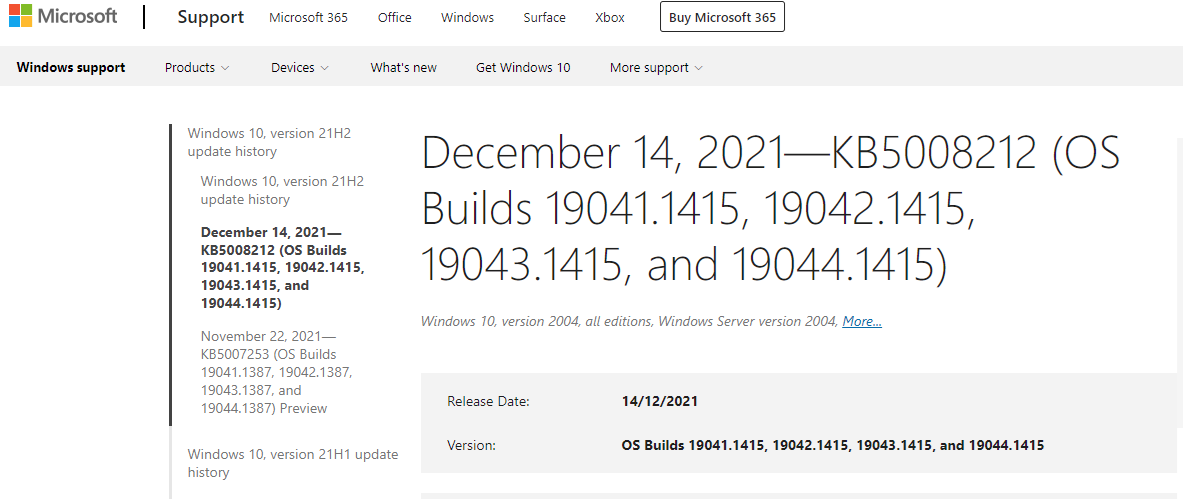 Microsoft Support Microsoft 365 Office Windows Surface Xbox Buy Microsoft 365
Windows support Products Devices What's new Get Windows 10 More support
Windows 10, version 21H2
update history
Windows 10, version 21H2
update history
December 14, 2021—
KB5008212 (OS Builds
19041.1415, 19042.1415,
19043.1415, and
19044.1415)
November 22, 2021—
KB5007253 (OS Builds
19041.1387, 19042.1387,
19043.1387, and
19044.1387) Preview
Windows 10, version 21H1 update
history
December 14, 2021—KB5008212 (OS
Builds 19041.1415, 19042.1415,
19043.1415, and 19044.1415)
Windows 10, version 2004, all editions, Windows Server version 2004, More...
Release Date: 14/12/2021
Version: OS Builds 19041.1415, 19042.1415, 19043.1415, and 19044.1415